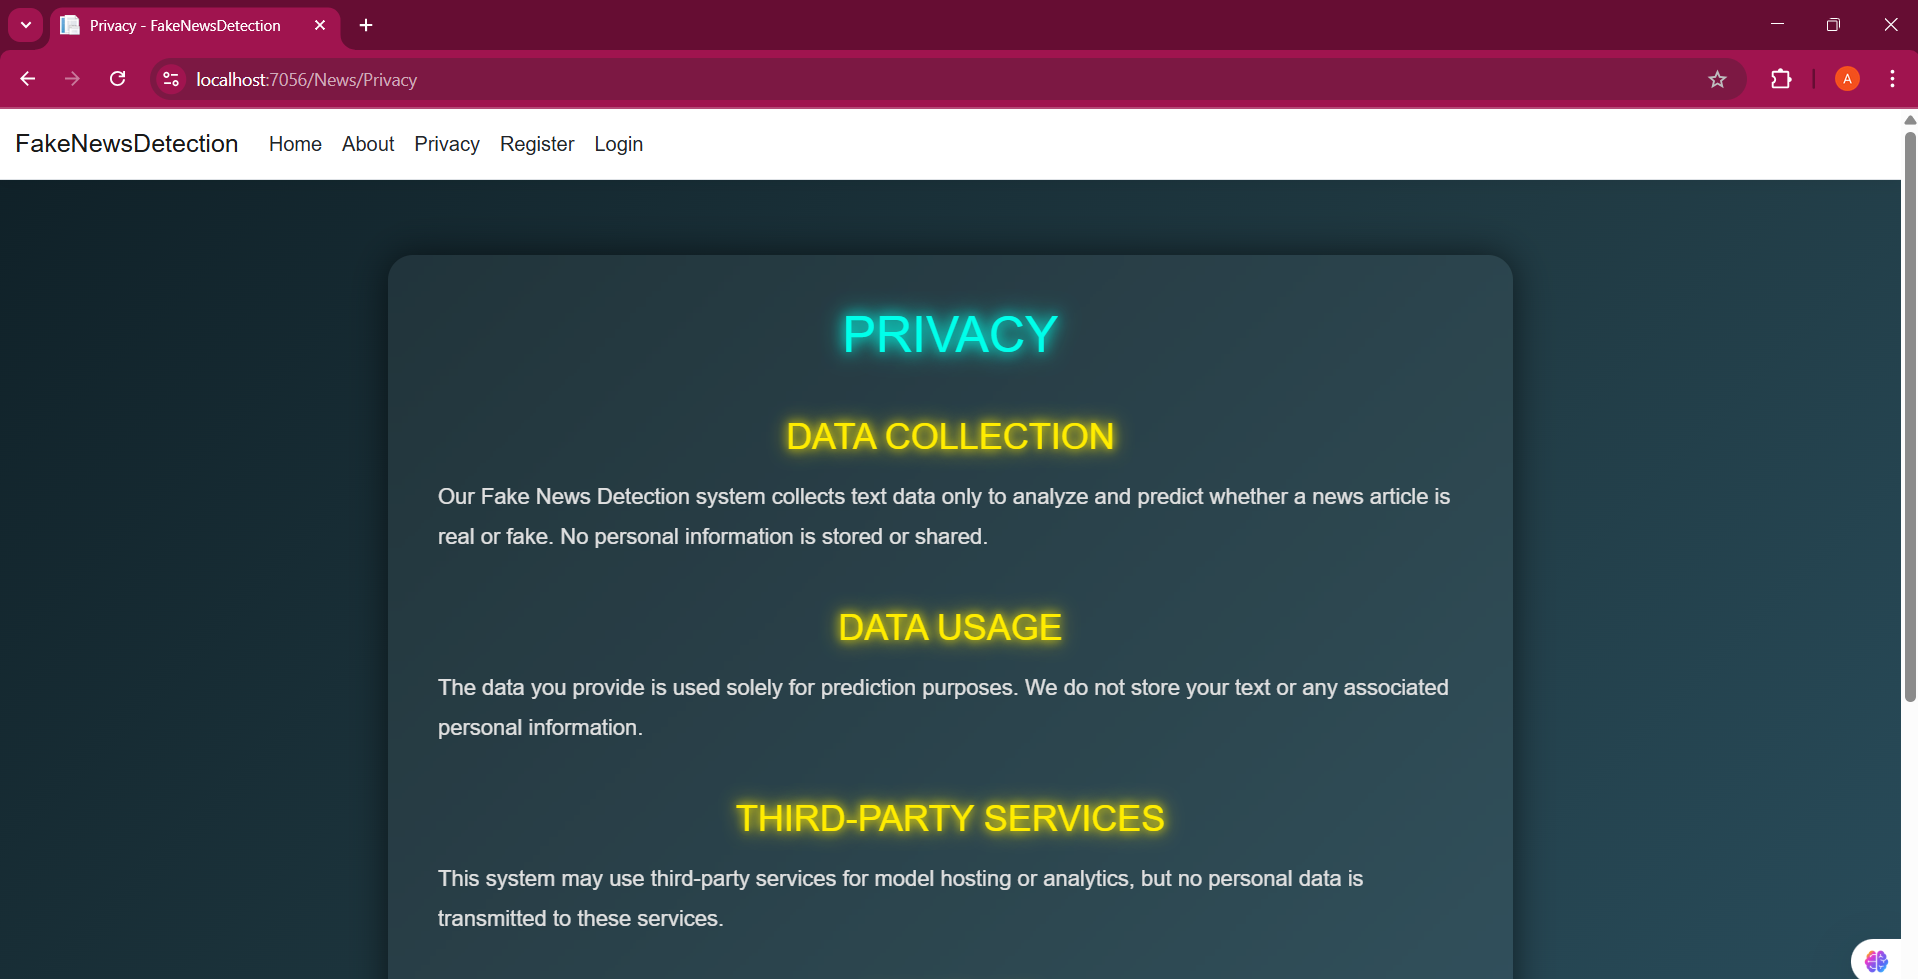 Privacy - FakeNewsDetection
localhost:7056/News/Privacy
A
FakeNewsDetection Home About Privacy Register Login
PRIVACY
DATA COLLECTION
Our Fake News Detection system collects text data only to analyze and predict whether a news article is
real or fake. No personal information is stored or shared.
DATA USAGE
The data you provide is used solely for prediction purposes. We do not store your text or any associated
personal information.
THIRD-PARTY SERVICES
This system may use third-party services for model hosting or analytics, but no personal data is
transmitted to these services.